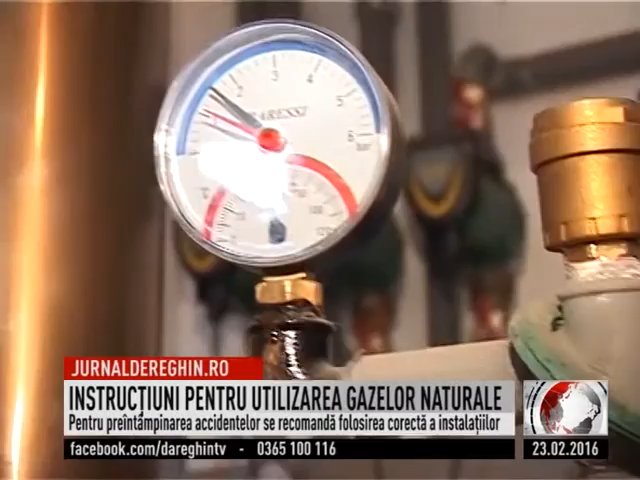 2
3
4
5
6
bar
JURNALDEREGHIN.RO
INSTRUCȚIUNI PENTRU UTILIZAREA GAZELOR NATURALE
Pentru preîntâmpinarea accidentelor se recomandă folosirea corectă a instalațiilor
facebook.com/dareghintv - 0365 100 116
23.02.2016